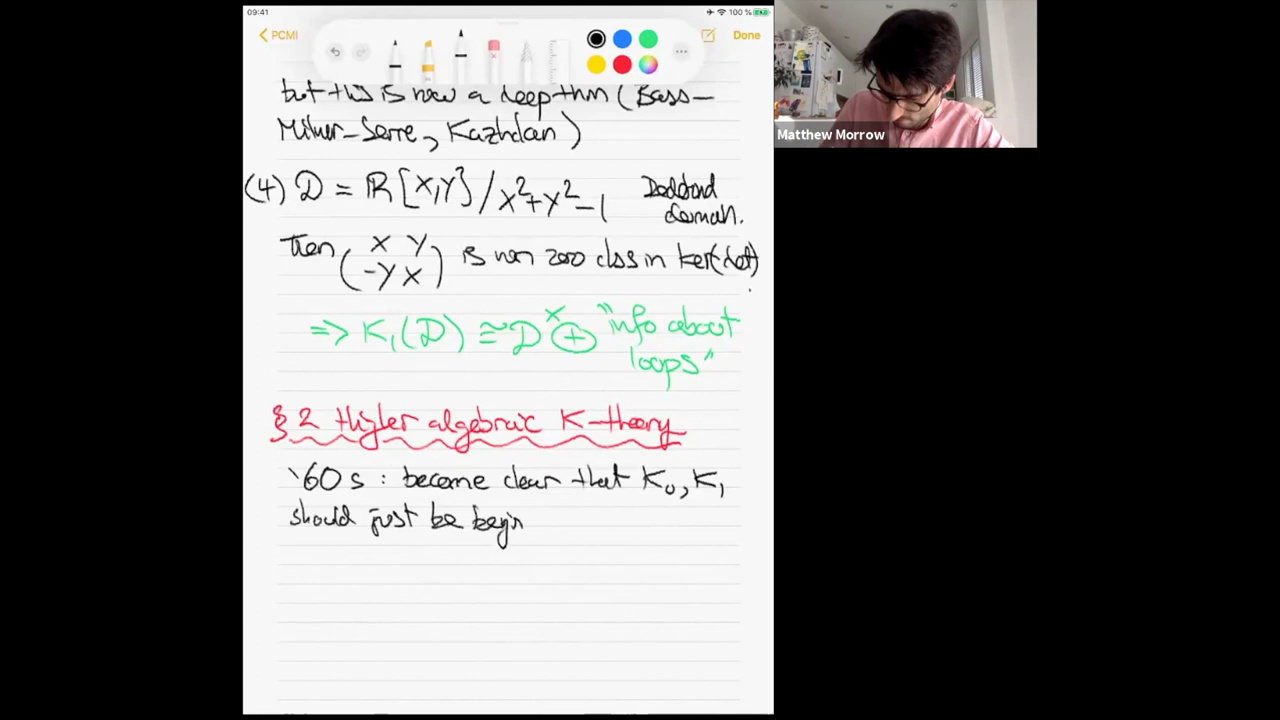 09:41
100 %
PCMI
Done
but this is now a deep thm (Bass–
Milnor–Serre, Kazhdan)
(4) D = ℝ[X,Y] / X²+Y²−1 Dedekind
domain.
Then ( X Y
−Y X ) is non zero class in ker(det)
.
=> K₁(D) ≅ D^× ⊕ "info about
loops"
§ 2 Higher algebraic K–theory
'60s : become clear that K₀, K₁
should just be begin
Matthew Morrow